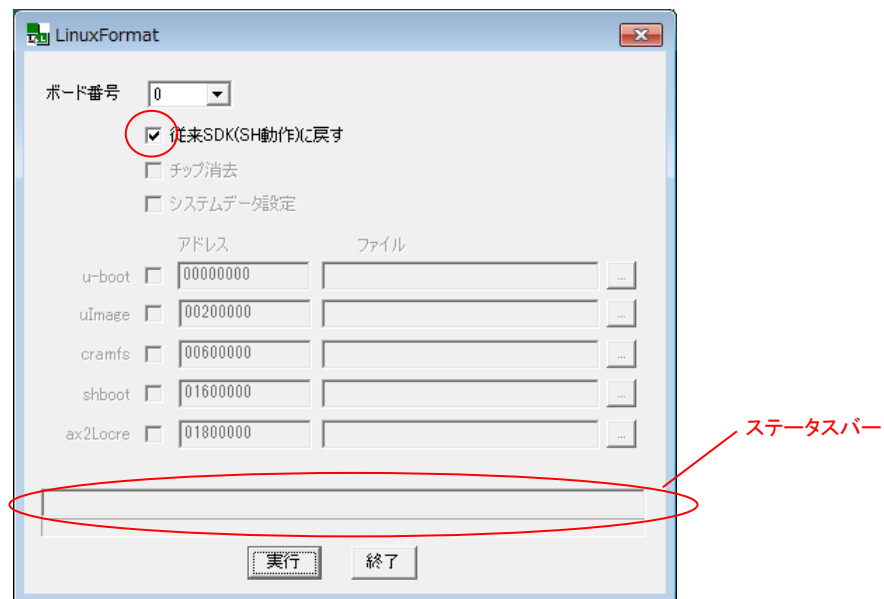 LinuxFormat
ボード番号 0
従来SDK(SH動作)に戻す
チップ消去
システムデータ設定
アドレス ファイル
u-boot 00000000 ...
uImage 00200000 ...
cramfs 00600000 ...
shboot 01600000 ...
ax2Locre 01800000 ...
ステータスバー
実行 終了